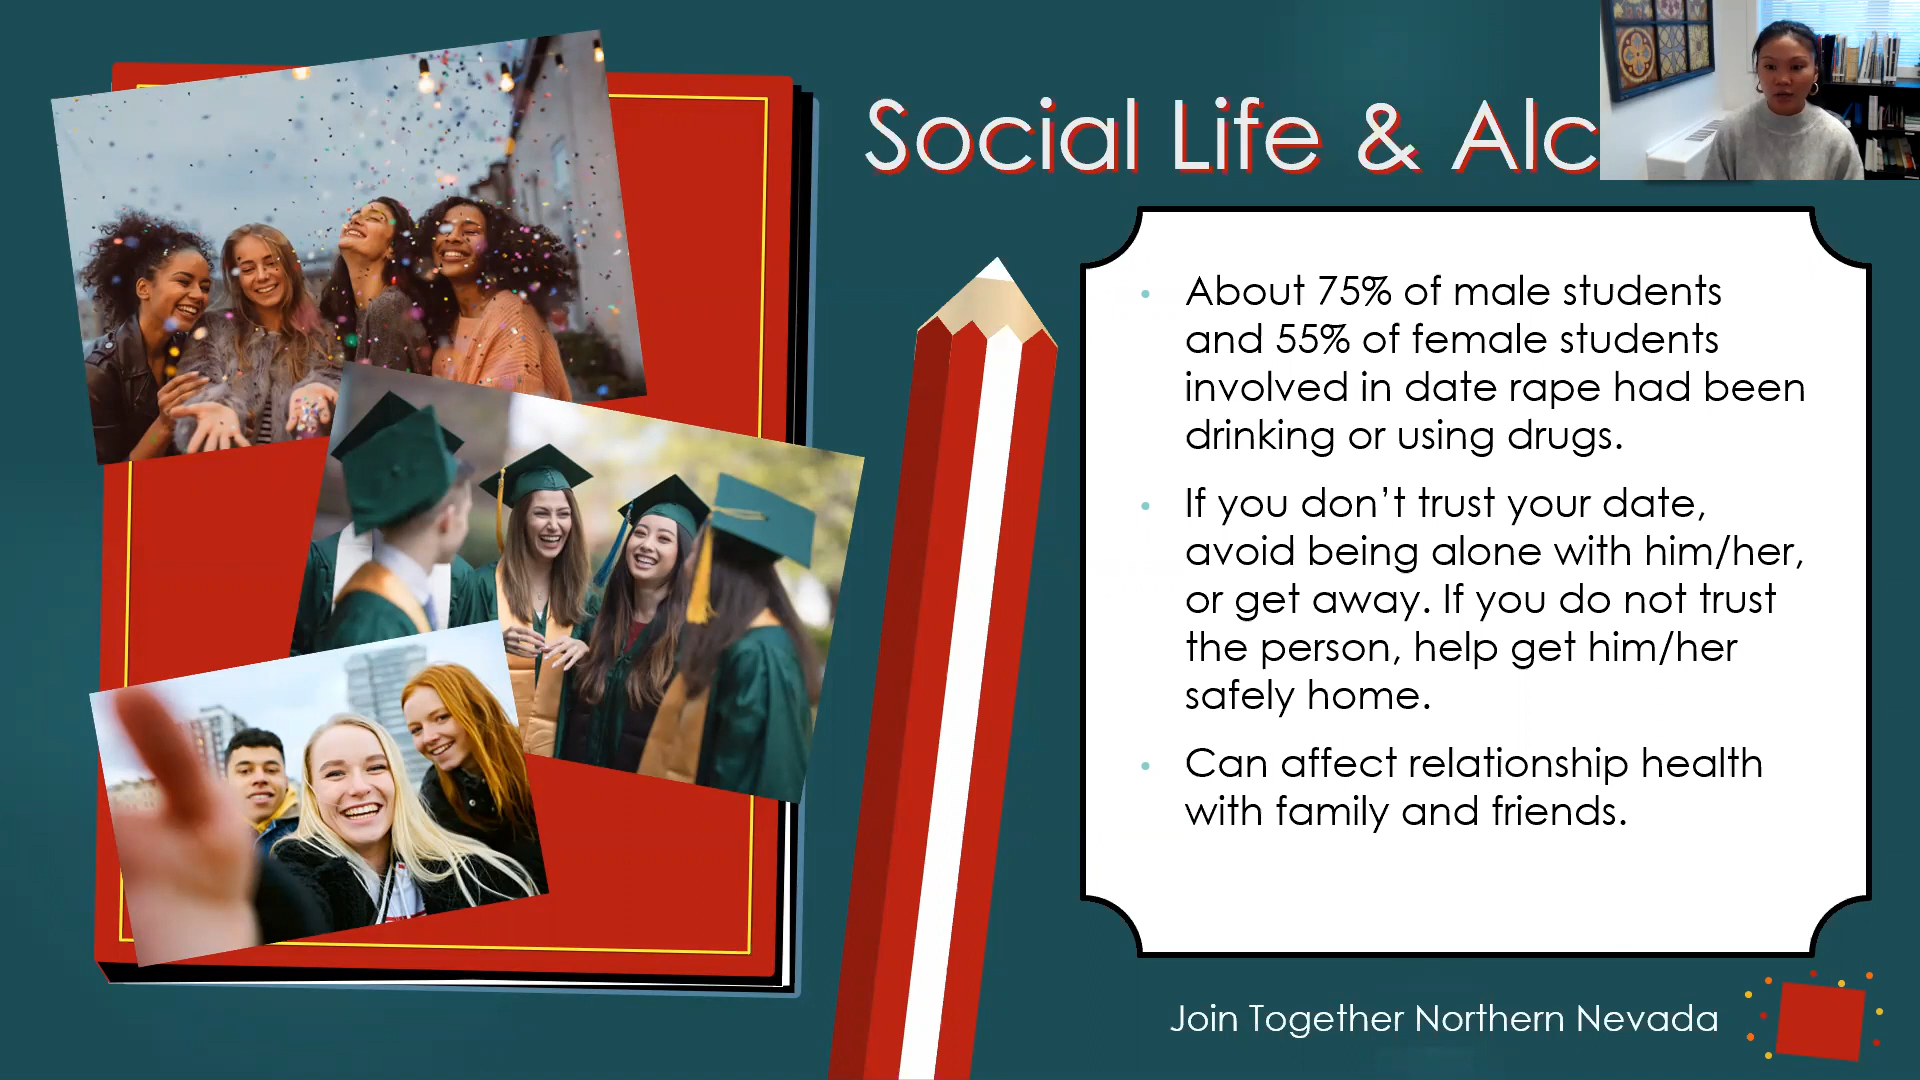 Social Life & Alc
• About 75% of male students
and 55% of female students
involved in date rape had been
drinking or using drugs.
• If you don’t trust your date,
avoid being alone with him/her,
or get away. If you do not trust
the person, help get him/her
safely home.
• Can affect relationship health
with family and friends.
Join Together Northern Nevada